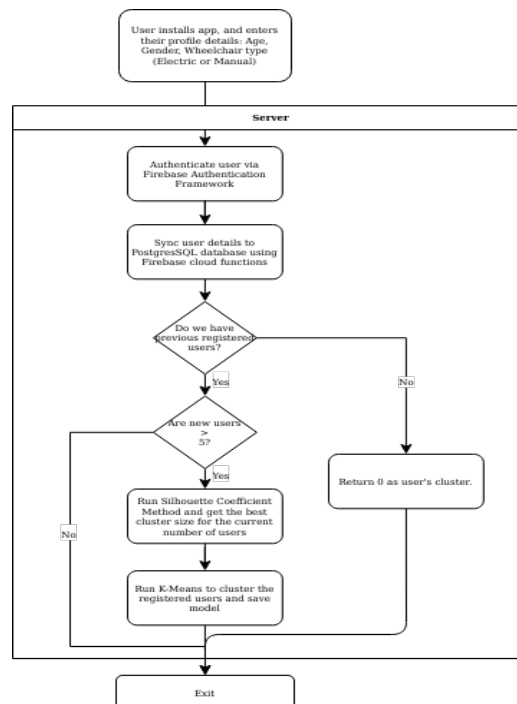 User installs app, and enters
their profile details: Age,
Gender, Wheelchair type
(Electric or Manual)
Server
Authenticate user via
Firebase Authentication
Framework
Sync user details to
PostgresSQL database using
Firebase cloud functions
Do we have
previous registered
users?
No
Yes
Are new users
>
5?
Yes
Return 0 as user's cluster.
Run Silhouette Coefficient
Method and get the best
cluster size for the current
number of users
No
Run K-Means to cluster the
registered users and save
model
Exit